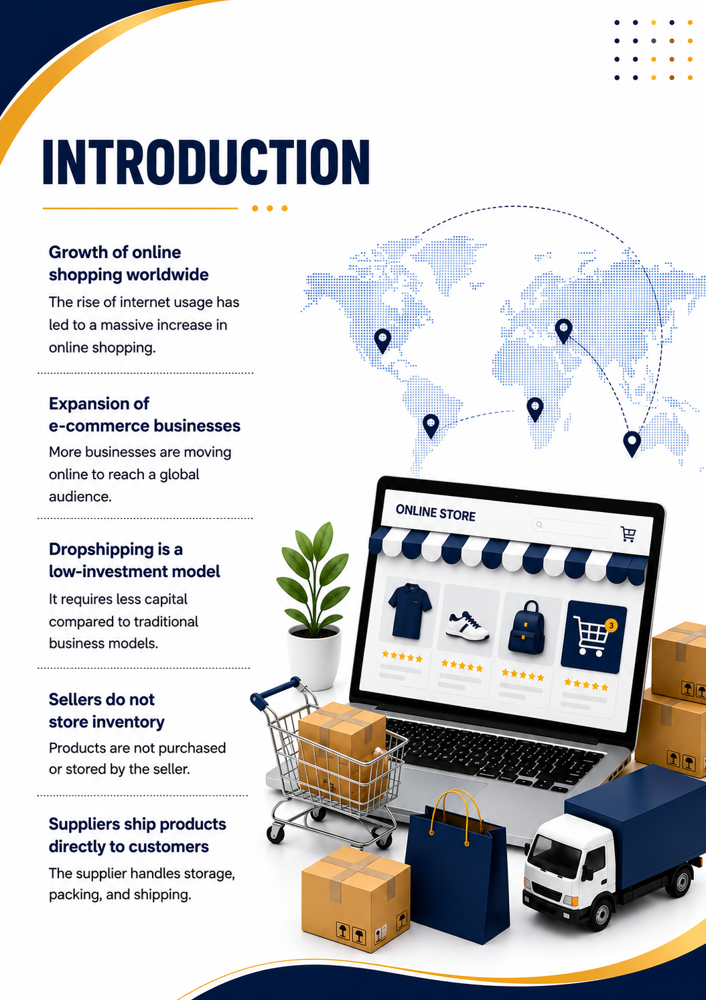 INTRODUCTION
Growth of online
shopping worldwide
The rise of internet usage has
led to a massive increase in
online shopping.
Expansion of
e-commerce businesses
More businesses are moving
online to reach a global
audience.
Dropshipping is a
low-investment model
It requires less capital
compared to traditional
business models.
Sellers do not
store inventory
Products are not purchased
or stored by the seller.
Suppliers ship products
directly to customers
The supplier handles storage,
packing, and shipping.
ONLINE STORE
3